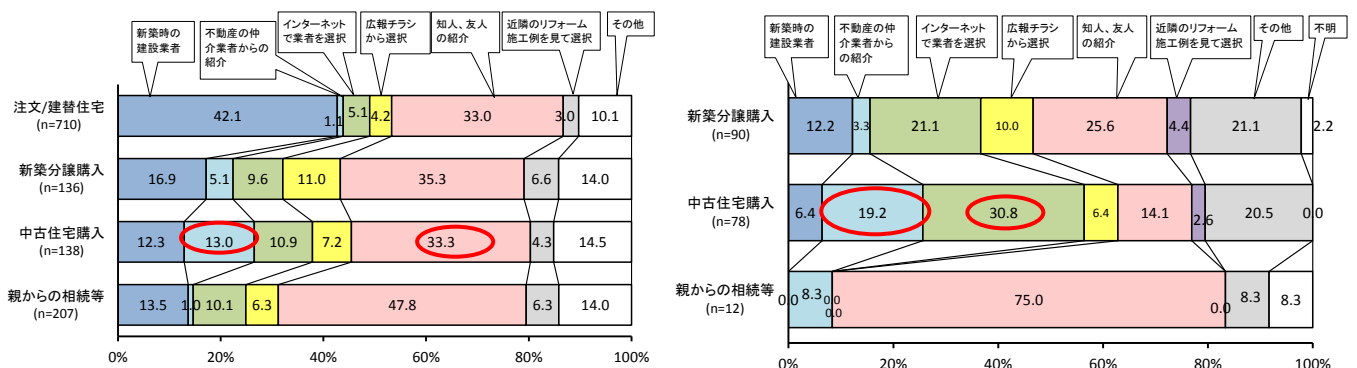 新築時の
建設業者
不動産の仲
介業者からの
紹介
インターネット
で業者を選択
広報チラシ
から選択
知人、友人
の紹介
近隣のリフォーム
施工例を見て選択
その他
注文/建替住宅
(n=710)
42.1
1.1
5.1
4.2
33.0
3.0
10.1
新築分譲購入
(n=136)
16.9
5.1
9.6
11.0
35.3
6.6
14.0
中古住宅購入
(n=138)
12.3
13.0
10.9
7.2
33.3
4.3
14.5
親からの相続等
(n=207)
13.5
1.0
10.1
6.3
47.8
6.3
14.0
0%
20%
40%
60%
80%
100%
新築時の
建設業者
不動産の仲
介業者から
の紹介
インターネット
で業者を選択
広報チラシ
から選択
知人、友人
の紹介
近隣のリフォーム
施工例を見て選択
その他
不明
新築分譲購入
(n=90)
12.2
3.3
21.1
10.0
25.6
4.4
21.1
2.2
中古住宅購入
(n=78)
6.4
19.2
30.8
6.4
14.1
2.6
20.5
0.0
親からの相続等
(n=12)
0.0
8.3
0.0
0.0
75.0
0.0
8.3
8.3
0%
20%
40%
60%
80%
100%